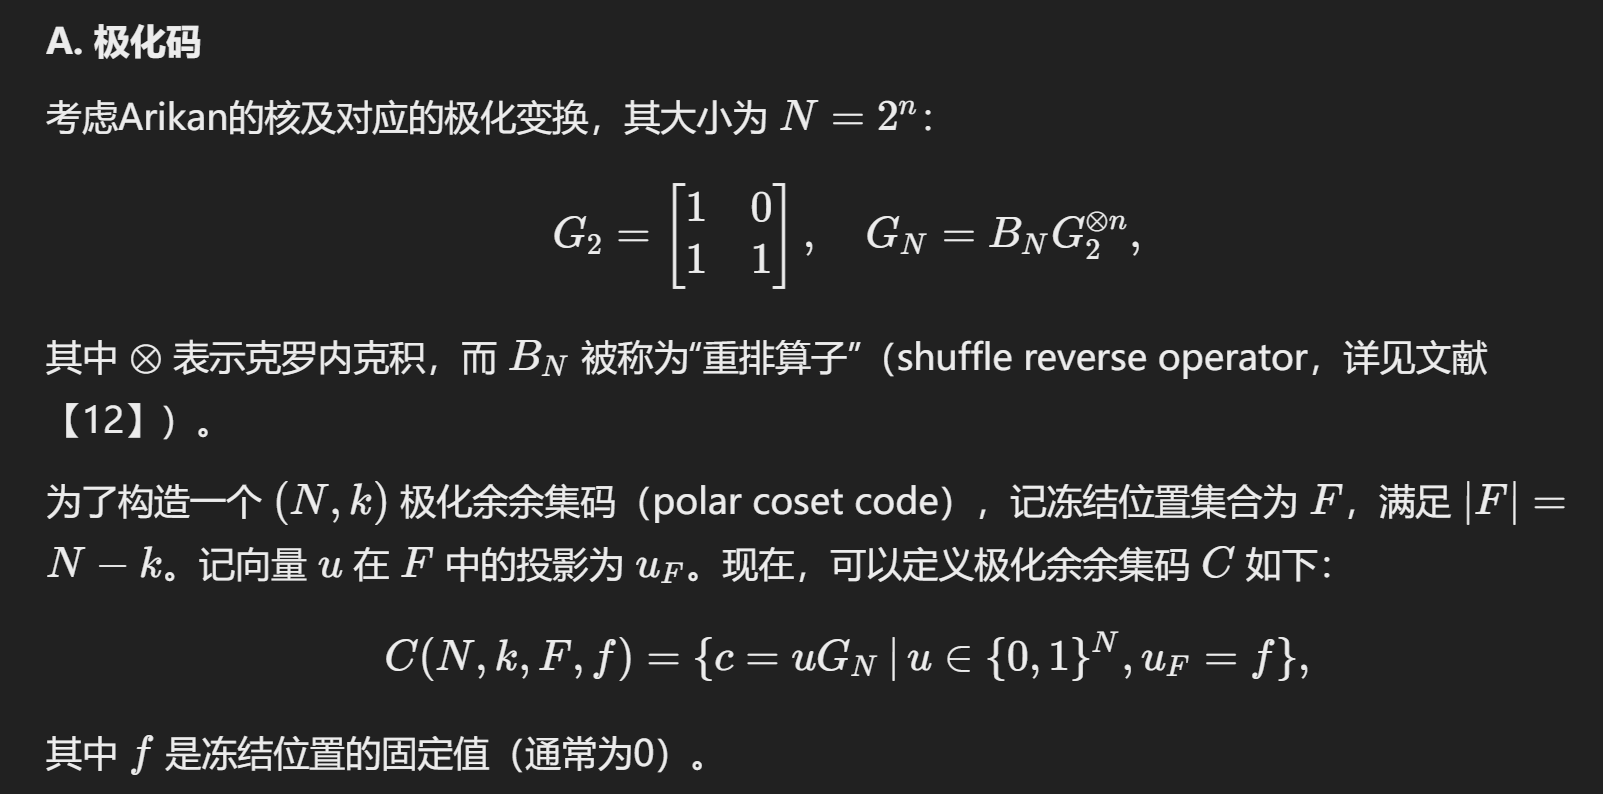 A. 极化码
考虑Arikan的核及对应的极化变换，其大小为 $N = 2^n$：
$G_2 = \begin{bmatrix} 1 & 0 \\ 1 & 1 \end{bmatrix}, \quad G_N = B_N G_2^{\otimes n},$
其中 $\otimes$ 表示克罗内克积，而 $B_N$ 被称为“重排算子”（shuffle reverse operator，详见文献
【12】）。
为了构造一个 $(N, k)$ 极化余余集码（polar coset code），记冻结位置集合为 $F$，满足 $|F| =$
$N - k$。记向量 $u$ 在 $F$ 中的投影为 $u_F$。现在，可以定义极化余余集码 $C$ 如下：
$C(N, k, F, f) = \{c = uG_N \,|\, u \in \{0, 1\}^N, u_F = f\},$
其中 $f$ 是冻结位置的固定值（通常为0）。